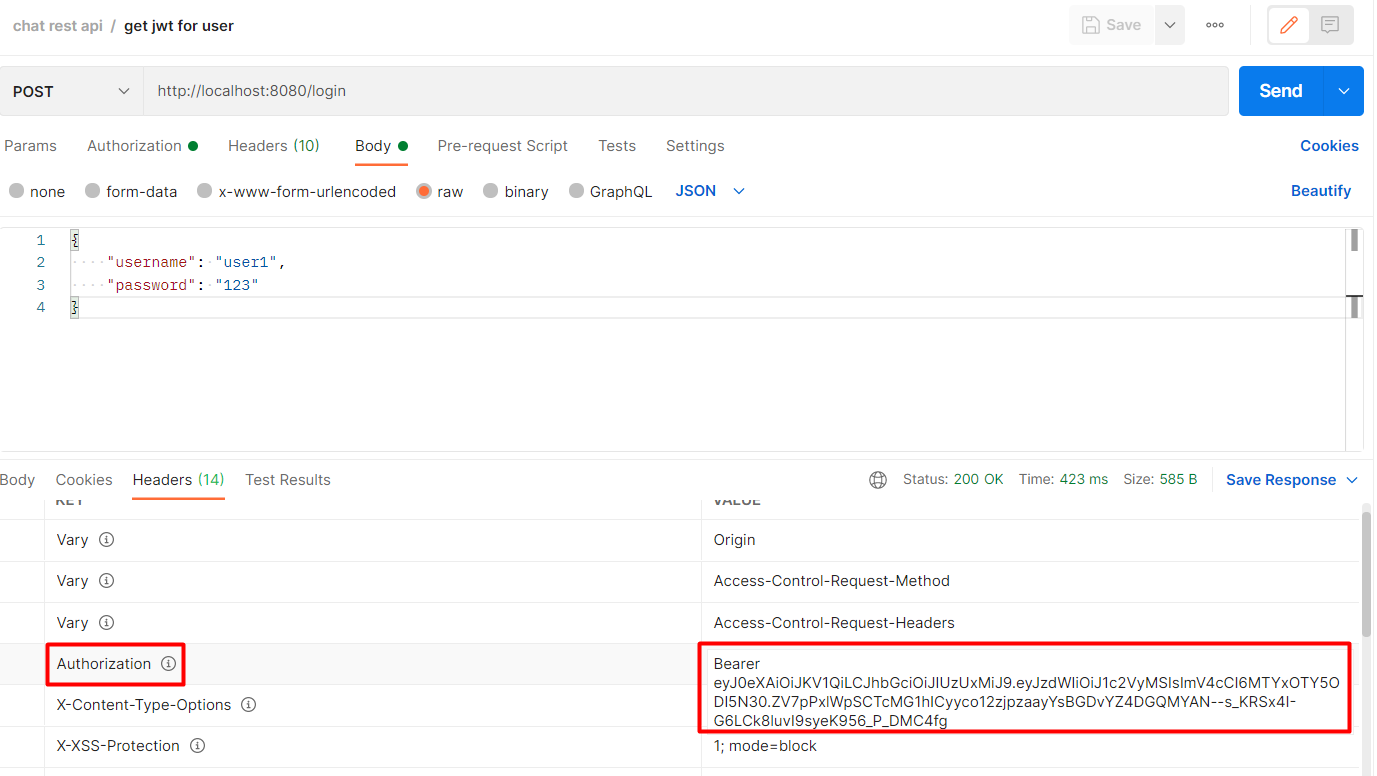 chat rest api / get jwt for user
Save
POST
http://localhost:8080/login
Send
Params Authorization Headers (10) Body Pre-request Script Tests Settings Cookies
none form-data x-www-form-urlencoded raw binary GraphQL JSON Beautify
1 {
2 "username": "user1",
3 "password": "123"
4 }
Body Cookies Headers (14) Test Results Status: 200 OK Time: 423 ms Size: 585 B Save Response
KEY VALUE
Vary Origin
Vary Access-Control-Request-Method
Vary Access-Control-Request-Headers
Authorization Bearer
eyJ0eXAiOiJKV1QiLCJhbGciOiJIUzUxMiJ9.eyJzdWIiOiJ1c2VyMSIsImV4cCI6MTYxOTY5O
DI5N30.ZV7pPxlWpSCTcMG1hICyyco12zjpzaayYsBGDvYZ4DGQMYAN--s_KRSx4I-
G6LCk8IuvI9syeK956_P_DMC4fg
X-Content-Type-Options
X-XSS-Protection 1; mode=block